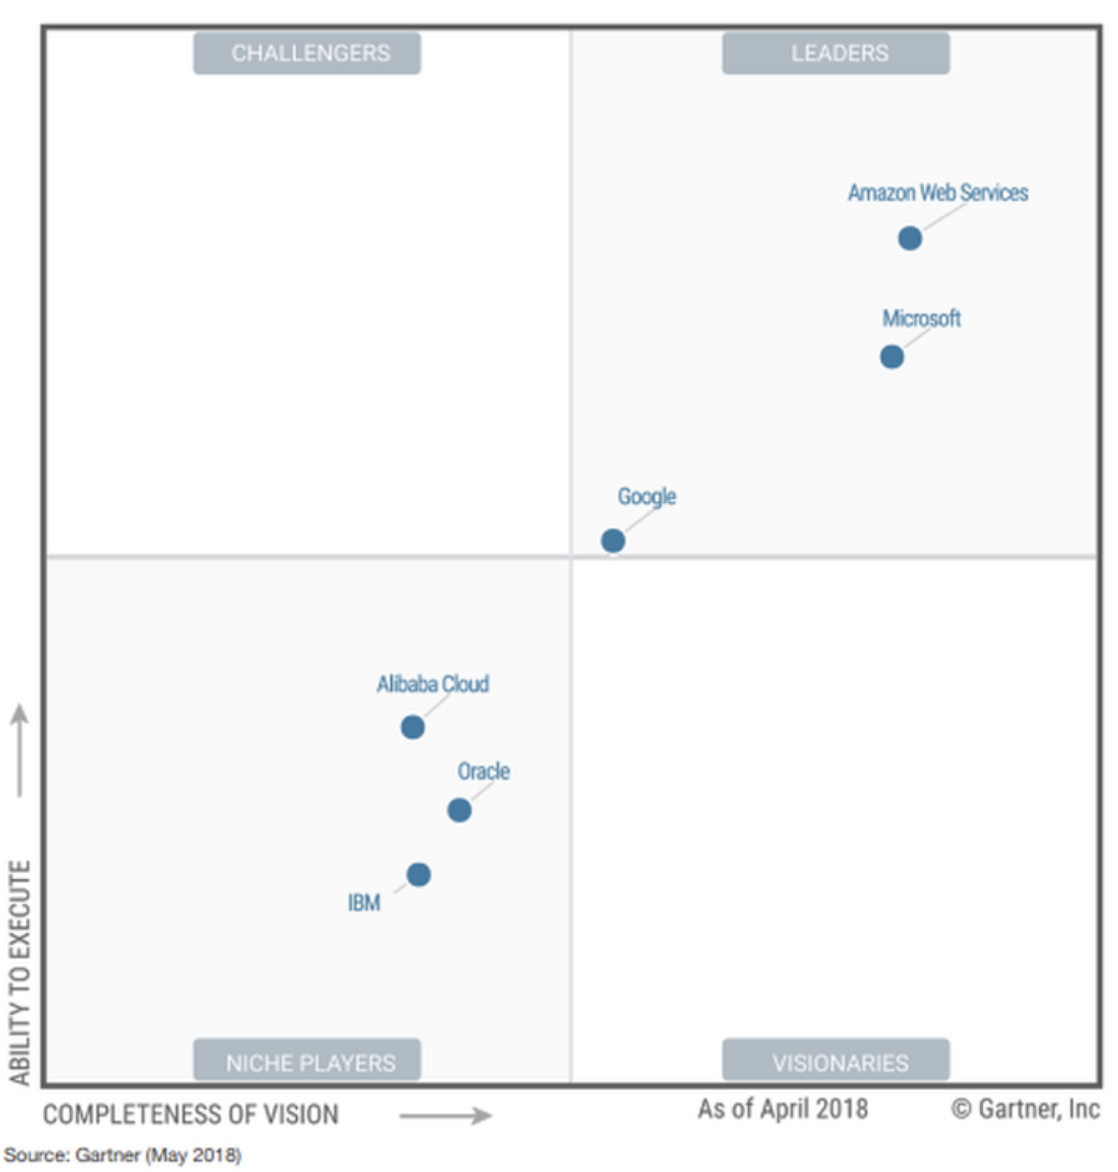 CHALLENGERS
LEADERS
Amazon Web Services
Microsoft
Google
Alibaba Cloud
Oracle
IBM
ABILITY TO EXECUTE
NICHE PLAYERS
VISIONARIES
COMPLETENESS OF VISION
As of April 2018
© Gartner, Inc
Source: Gartner (May 2018)